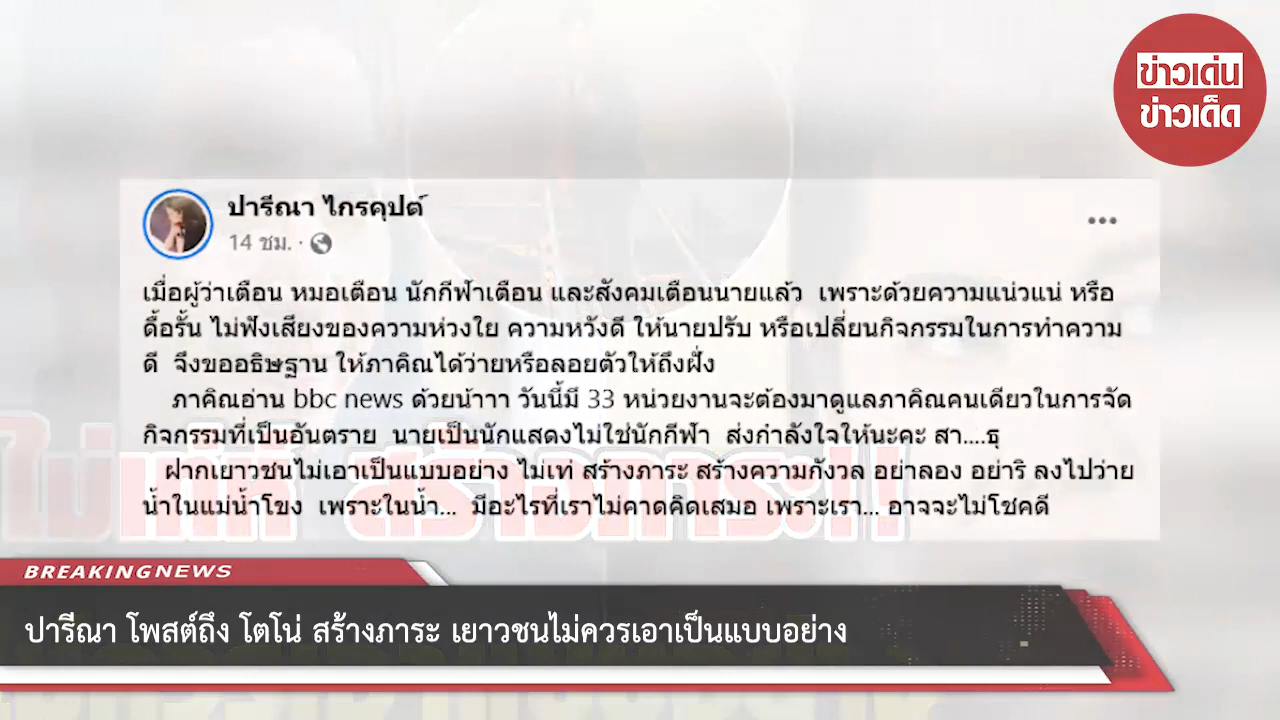 ข่าวเด่น
ข่าวเด็ด
ปารีณา ไกรคุปต์
14 ชม. ·
เมื่อผู้ว่าเตือน หมอเตือน นักกีฬาเตือน และสังคมเตือนนายแล้ว เพราะด้วยความแน่วแน่ หรือ
ดื้อรั้น ไม่ฟังเสียงของความห่วงใย ความหวังดี ให้นายปรับ หรือเปลี่ยนกิจกรรมในการทำความ
ดี จึงขออธิษฐาน ให้ภาคิณได้ว่ายหรือลอยตัวให้ถึงฝั่ง
ภาคิณอ่าน bbc news ด้วยน้าาา วันนี้มี 33 หน่วยงานจะต้องมาดูแลภาคิณคนเดียวในการจัด
กิจกรรมที่เป็นอันตราย นายเป็นนักแสดงไม่ใช่นักกีฬา ส่งกำลังใจให้นะคะ สา....ธุ
ฝากเยาวชนไม่เอาเป็นแบบอย่าง ไม่เท่ สร้างภาระ สร้างความกังวล อย่าลอง อย่าริ ลงไปว่าย
น้ำในแม่น้ำโขง เพราะในน้ำ... มีอะไรที่เราไม่คาดคิดเสมอ เพราะเรา... อาจจะไม่โชคดี
ไม่เท่ สร้างภาระ!!
BREAKINGNEWS
ปารีณา โพสต์ถึง โตโน่ สร้างภาระ เยาวชนไม่ควรเอาเป็นแบบอย่าง